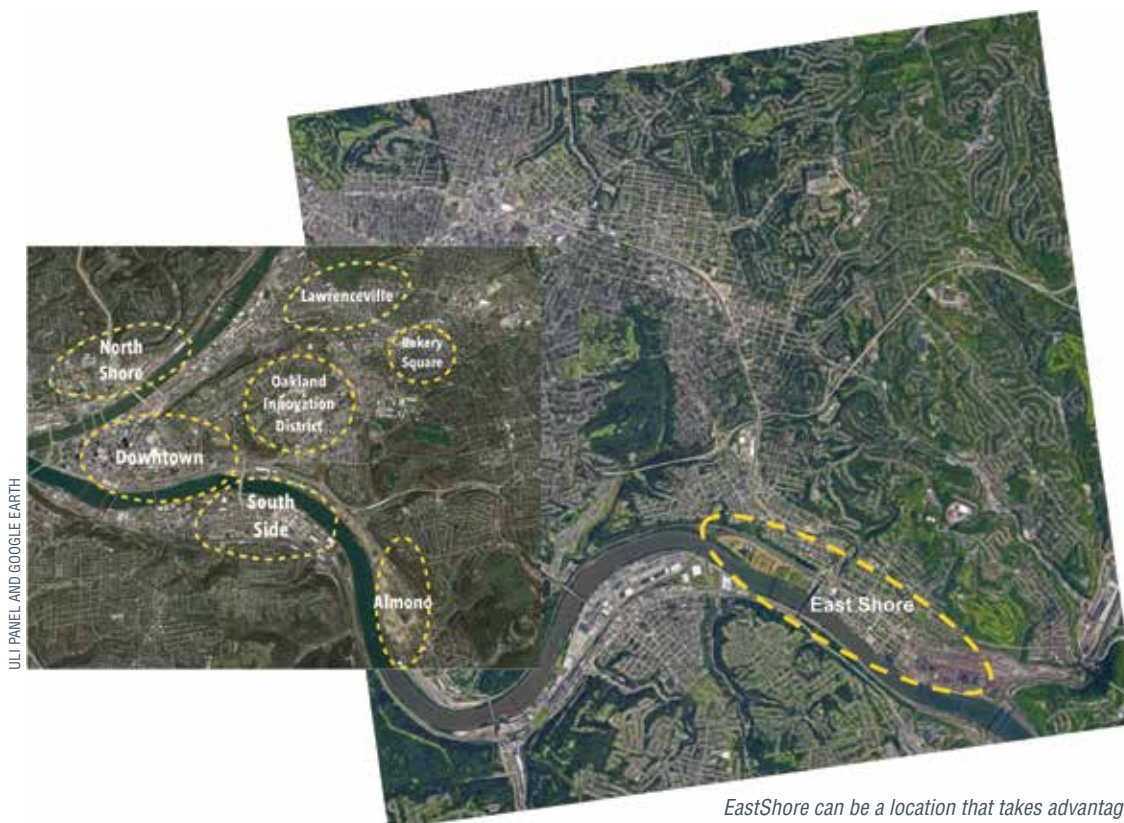 Lawrenceville
North
Shore
Bakery
Square
Oakland
Innovation
District
Downtown
South
Side
Almono
East Shore
ULI PANEL AND GOOGLE EARTH
EastShore can be a location that takes advantag